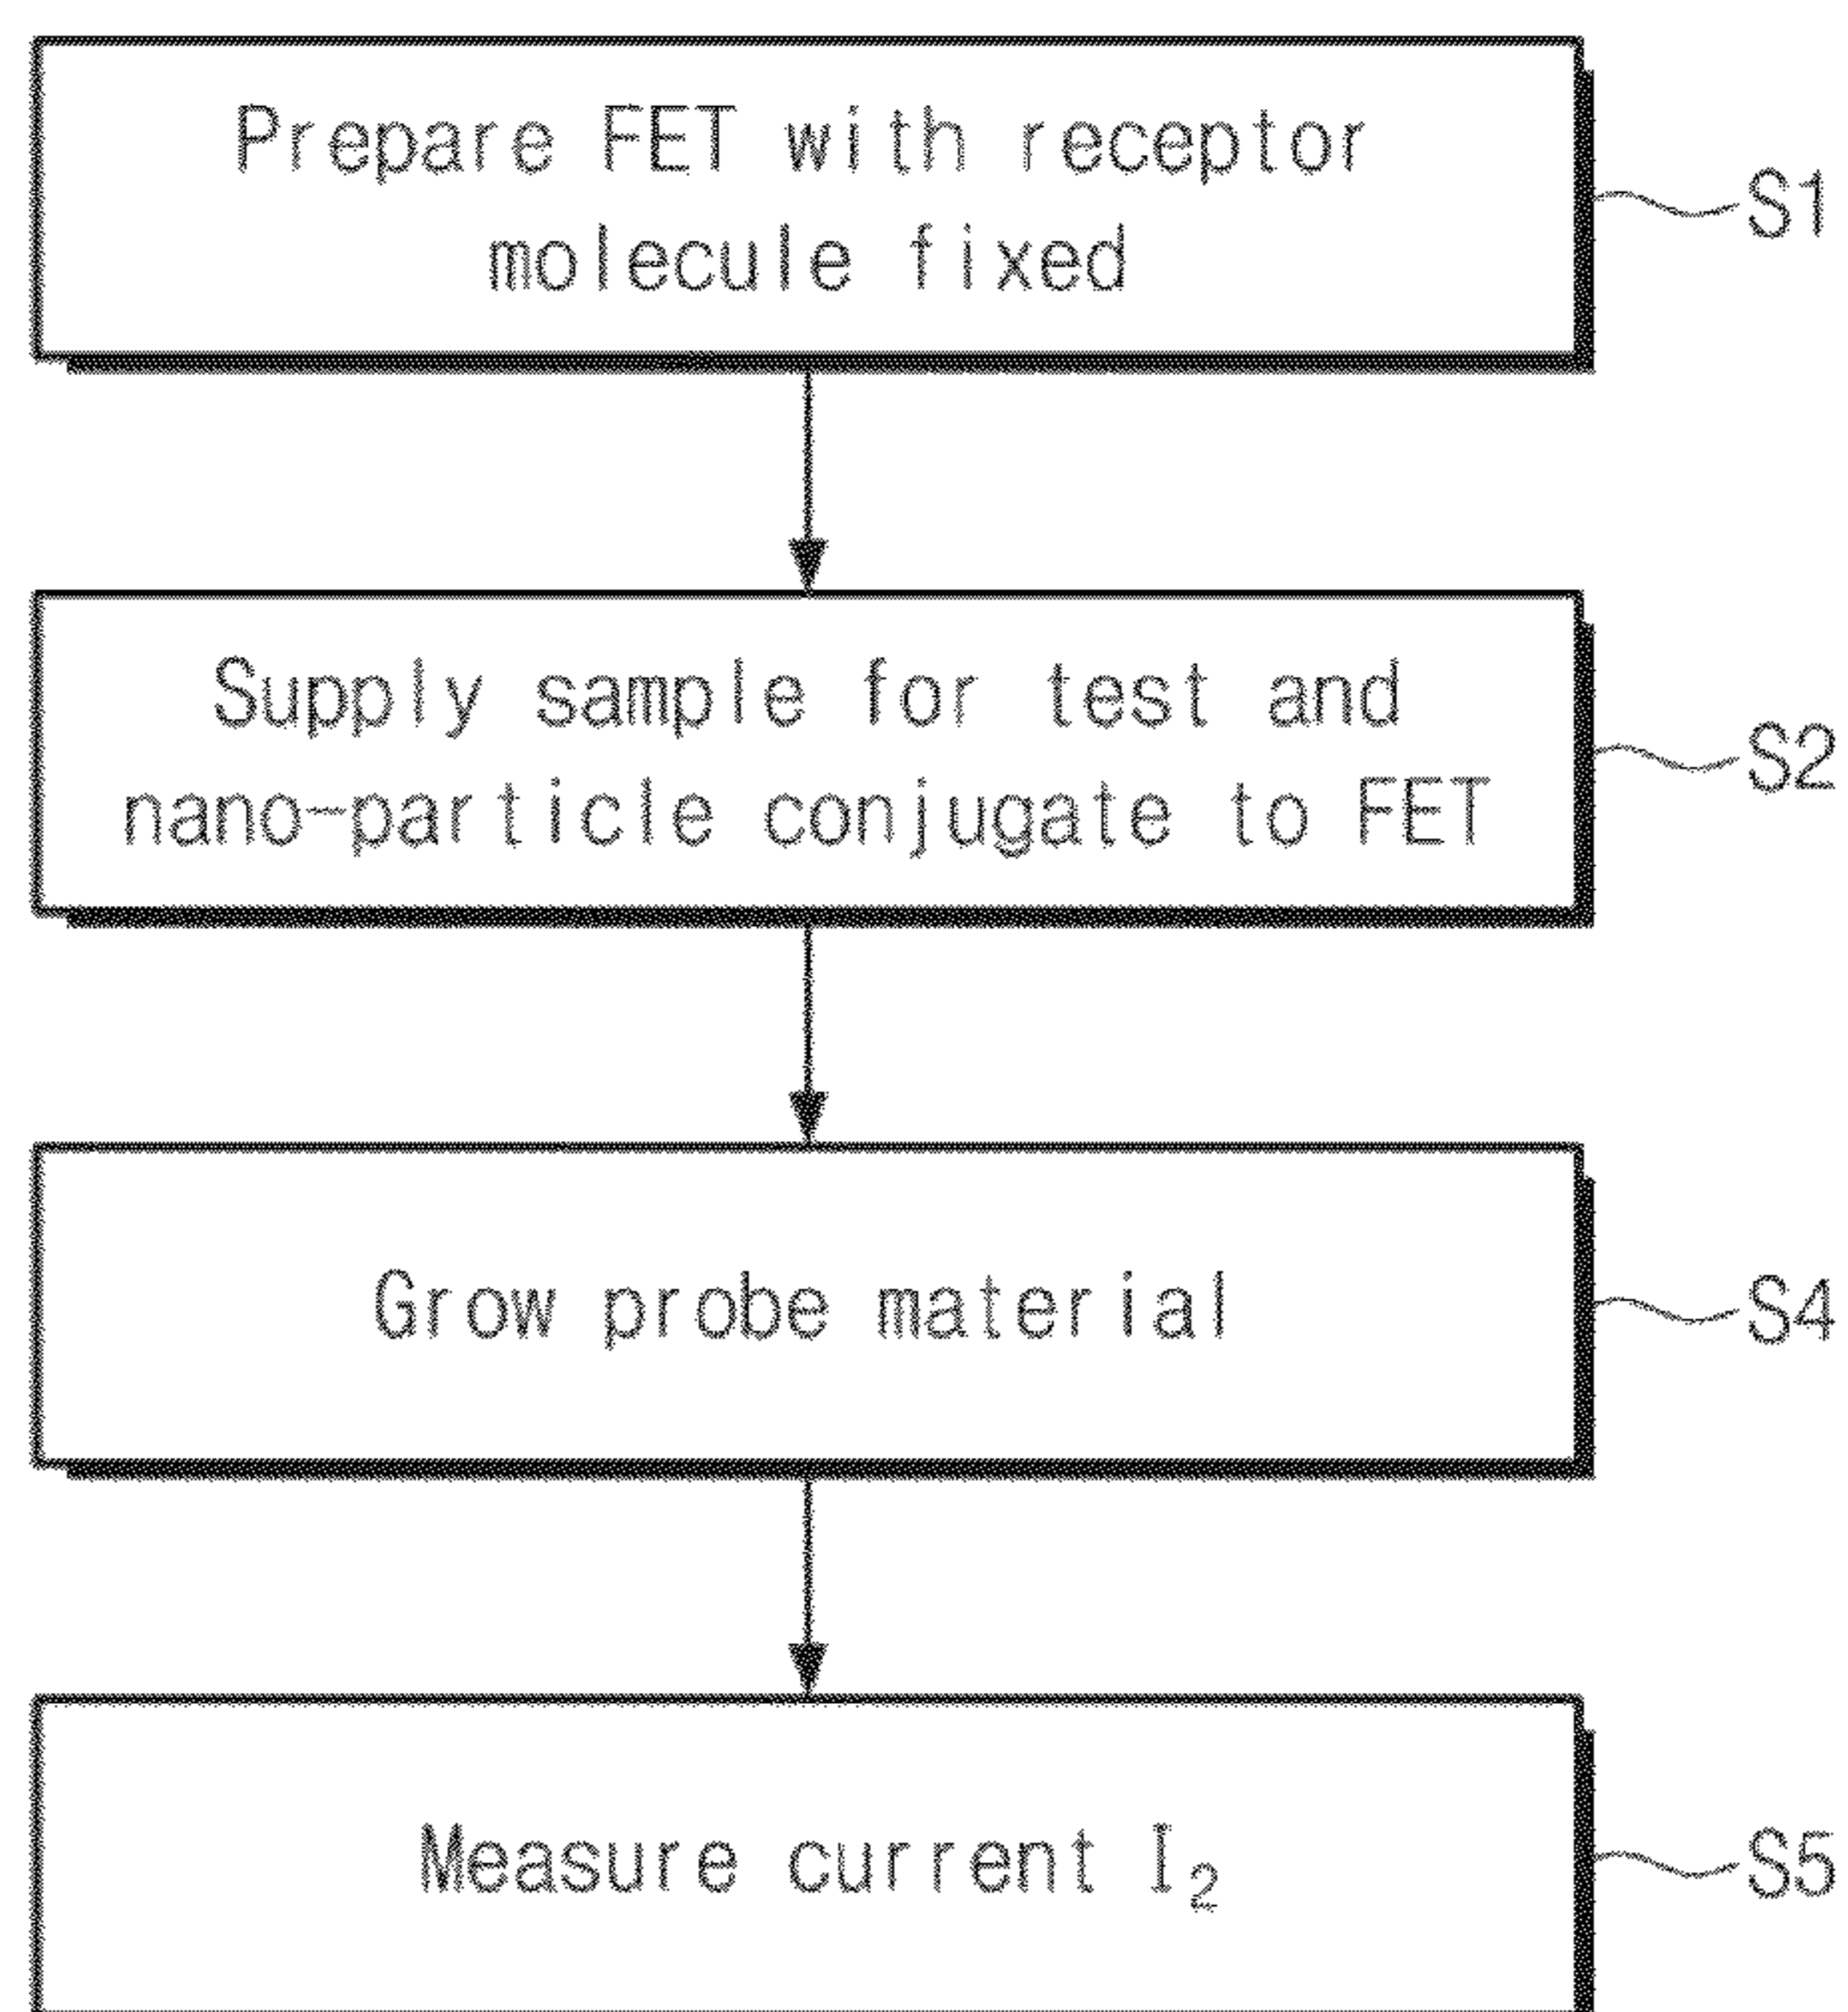 Prepare FET with receptor
molecule fixed
S1
Supply sample for test and
nano-particle conjugate to FET
S2
Grow probe material
S4
Measure current I₂
S5